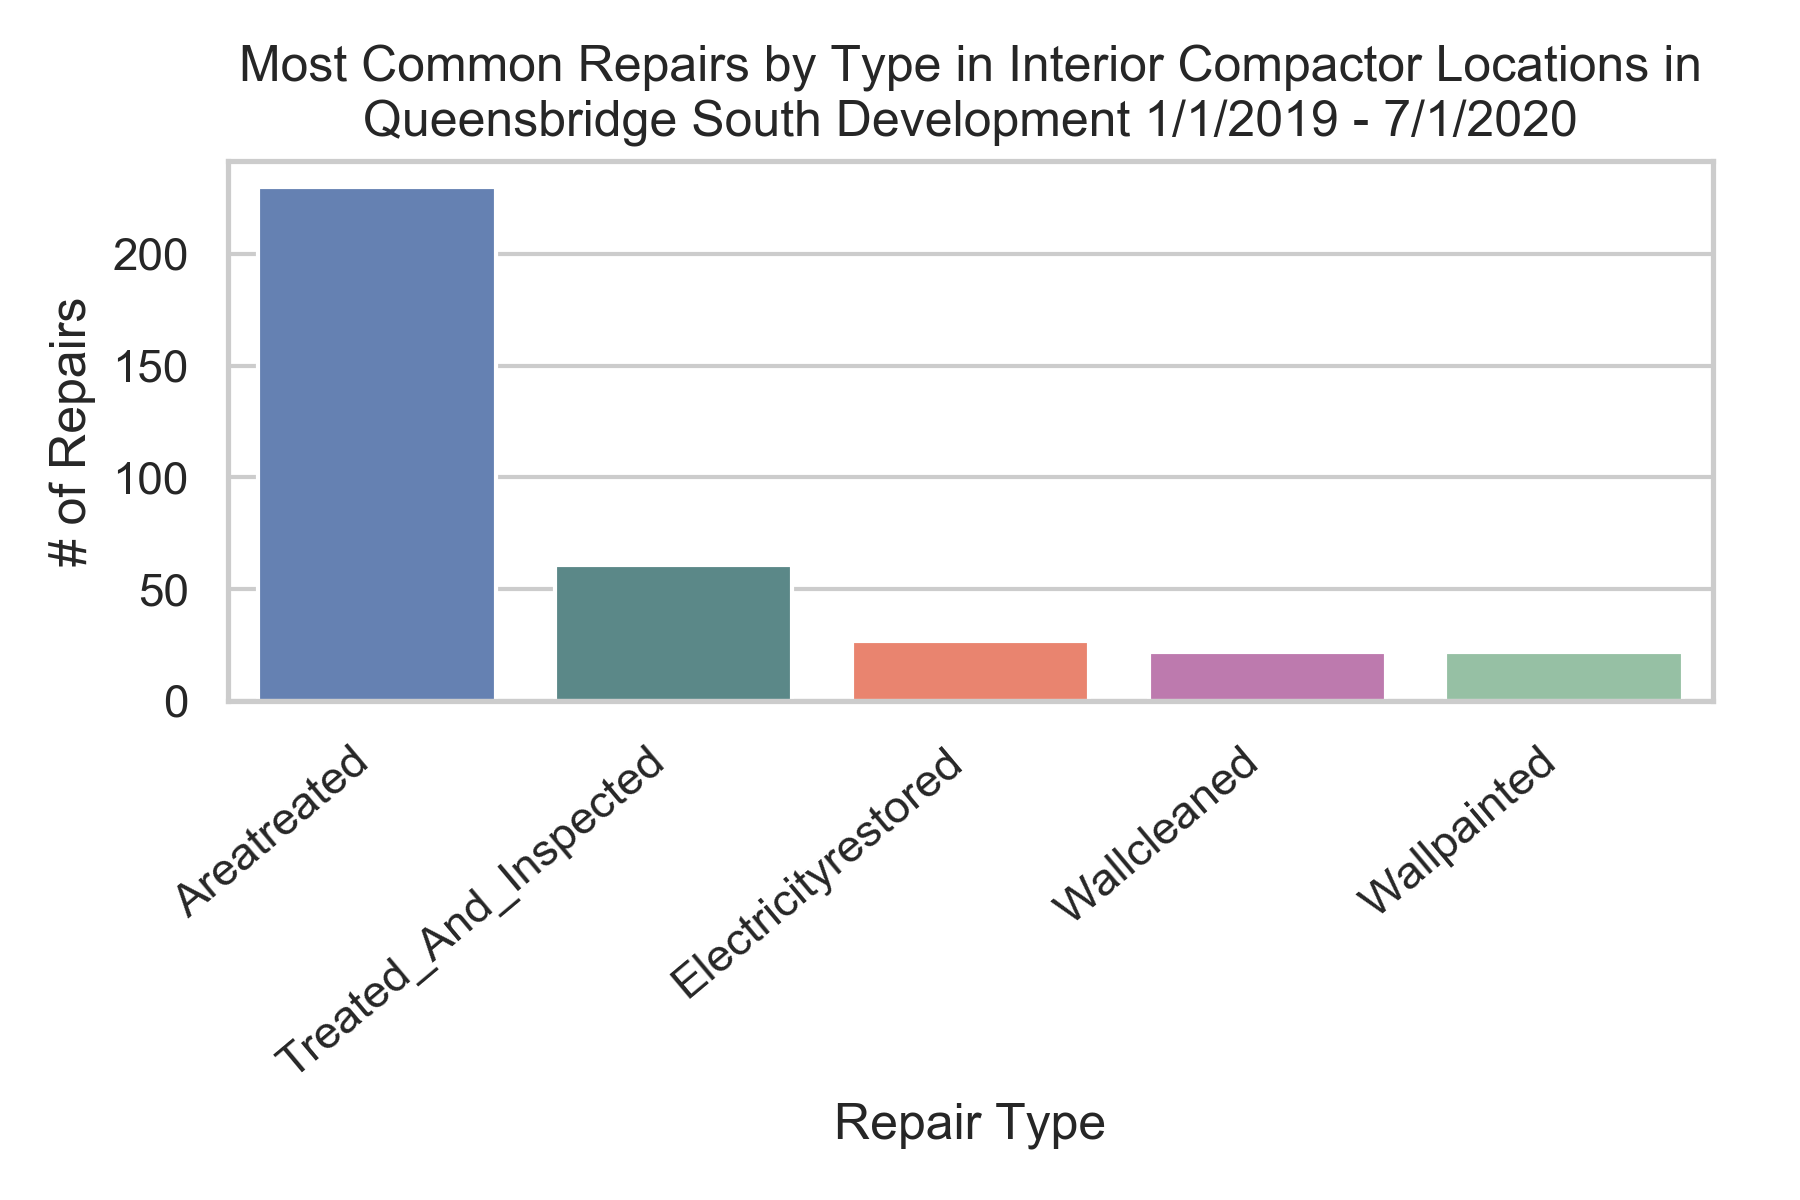 Most Common Repairs by Type in Interior Compactor Locations in
Queensbridge South Development 1/1/2019 - 7/1/2020
# of Repairs
200
150
100
50
0
Areatreated
Treated_And_Inspected
Electricityrestored
Wallcleaned
Wallpainted
Repair Type